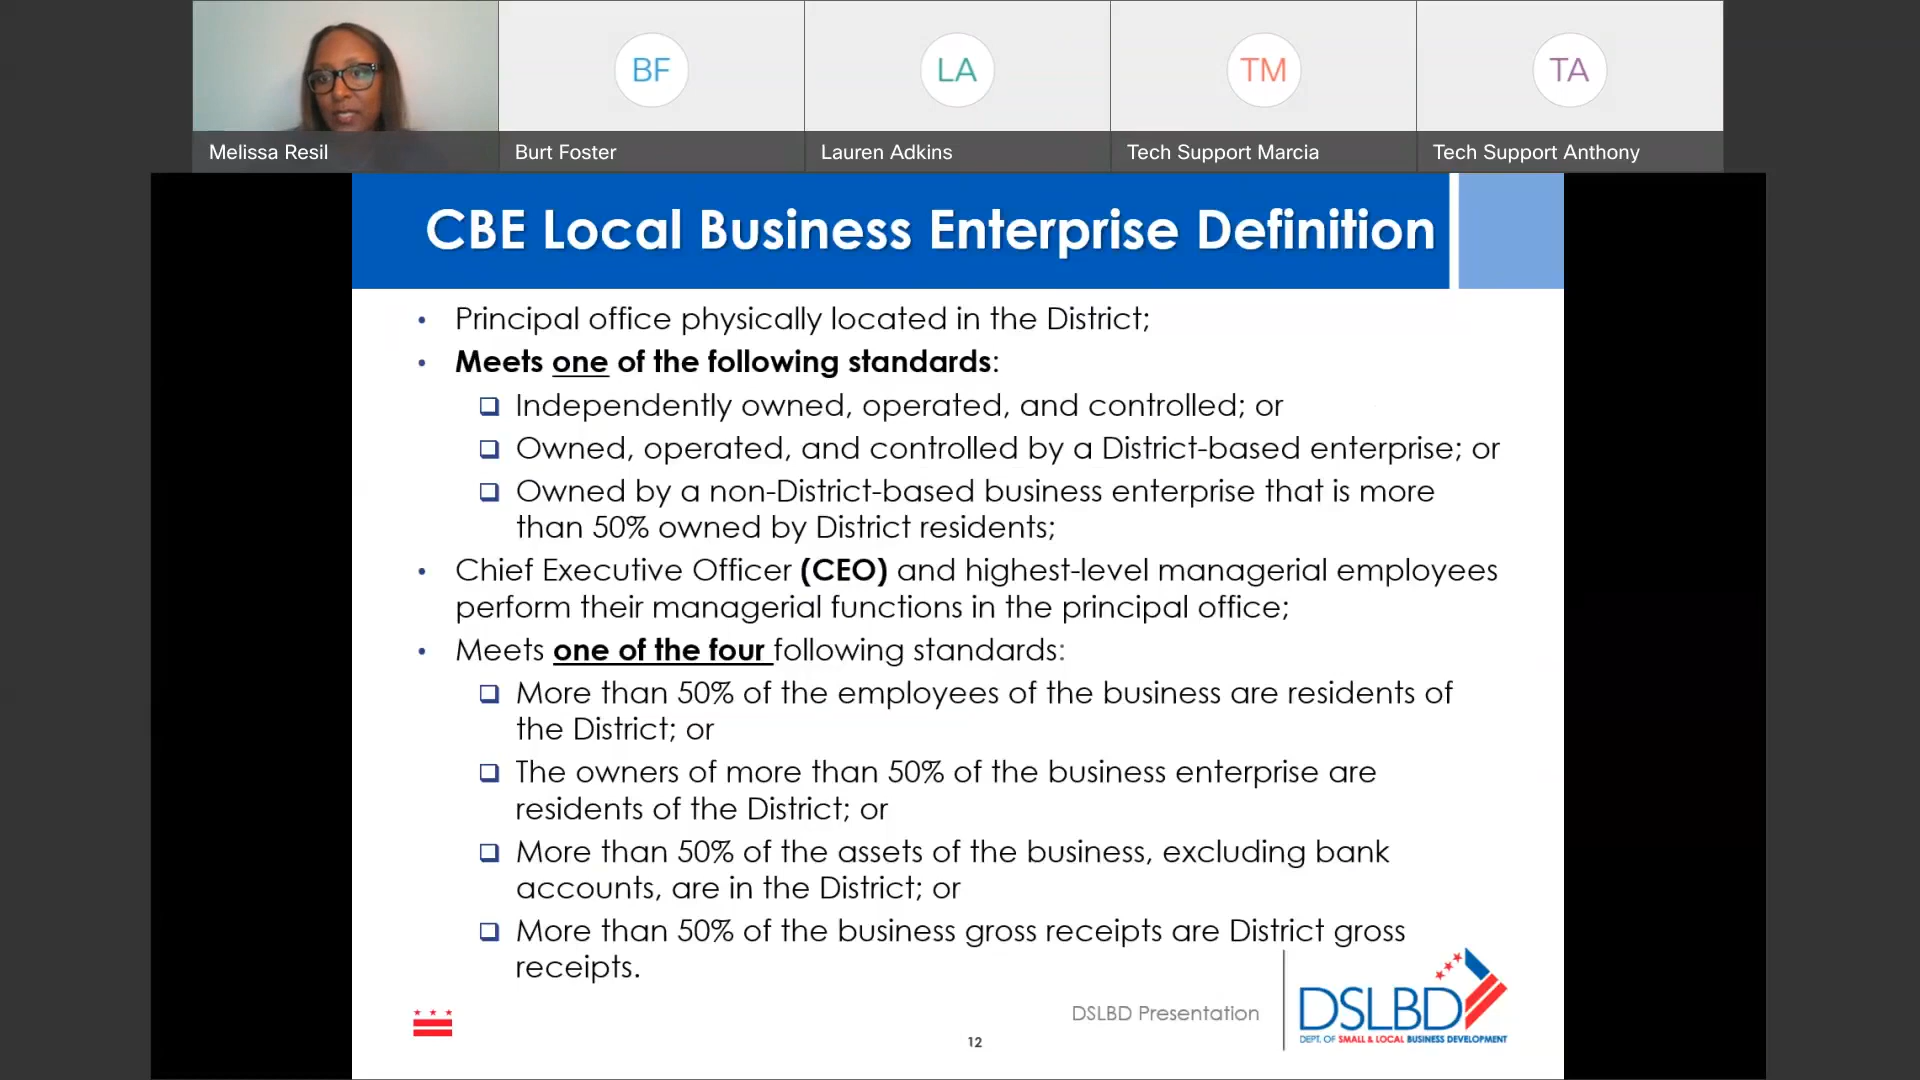 BF
LA
TM
TA
Melissa Resil
Burt Foster
Lauren Adkins
Tech Support Marcia
Tech Support Anthony
CBE Local Business Enterprise Definition
• Principal office physically located in the District;
• Meets one of the following standards:
❑ Independently owned, operated, and controlled; or
❑ Owned, operated, and controlled by a District-based enterprise; or
❑ Owned by a non-District-based business enterprise that is more
than 50% owned by District residents;
• Chief Executive Officer (CEO) and highest-level managerial employees
perform their managerial functions in the principal office;
• Meets one of the four following standards:
❑ More than 50% of the employees of the business are residents of
the District; or
❑ The owners of more than 50% of the business enterprise are
residents of the District; or
❑ More than 50% of the assets of the business, excluding bank
accounts, are in the District; or
❑ More than 50% of the business gross receipts are District gross
receipts.
DSLBD Presentation
12
DSLBD
DEPT. OF SMALL & LOCAL BUSINESS DEVELOPMENT